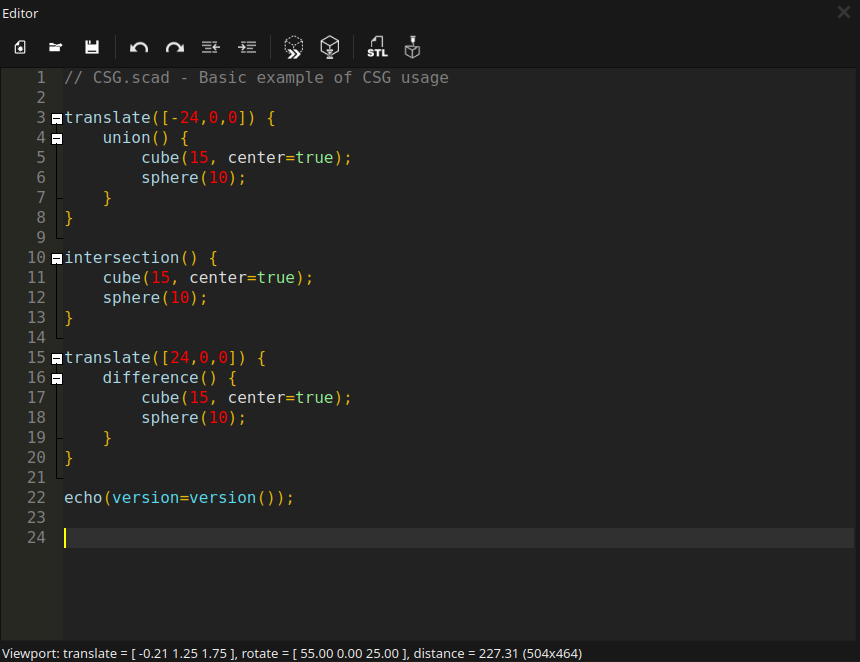 Editor
STL
1 // CSG.scad - Basic example of CSG usage
2
3 translate([-24,0,0]) {
4     union() {
5         cube(15, center=true);
6         sphere(10);
7     }
8 }
9
10 intersection() {
11     cube(15, center=true);
12     sphere(10);
13 }
14
15 translate([24,0,0]) {
16     difference() {
17         cube(15, center=true);
18         sphere(10);
19     }
20 }
21
22 echo(version=version());
23
24
Viewport: translate = [ -0.21 1.25 1.75 ], rotate = [ 55.00 0.00 25.00 ], distance = 227.31 (504x464)